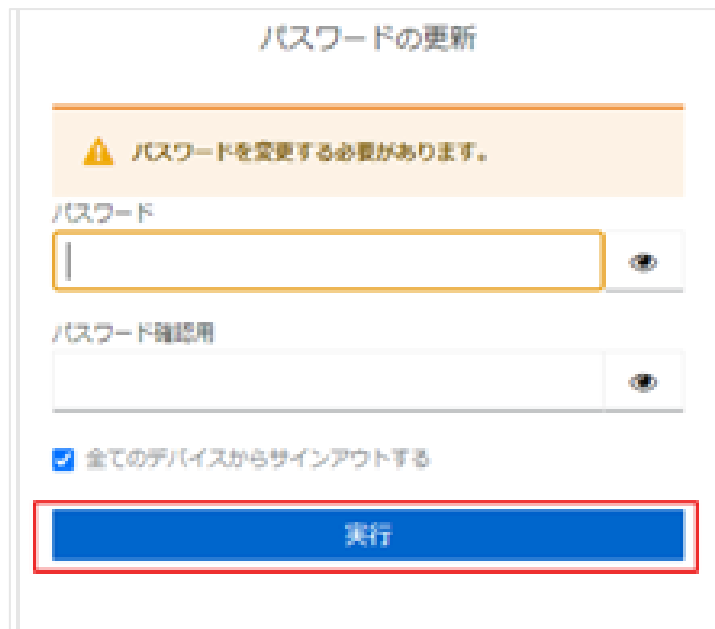 パスワードの更新
パスワードを変更する必要があります。
パスワード
パスワード確認用
全てのデバイスからサインアウトする
実行